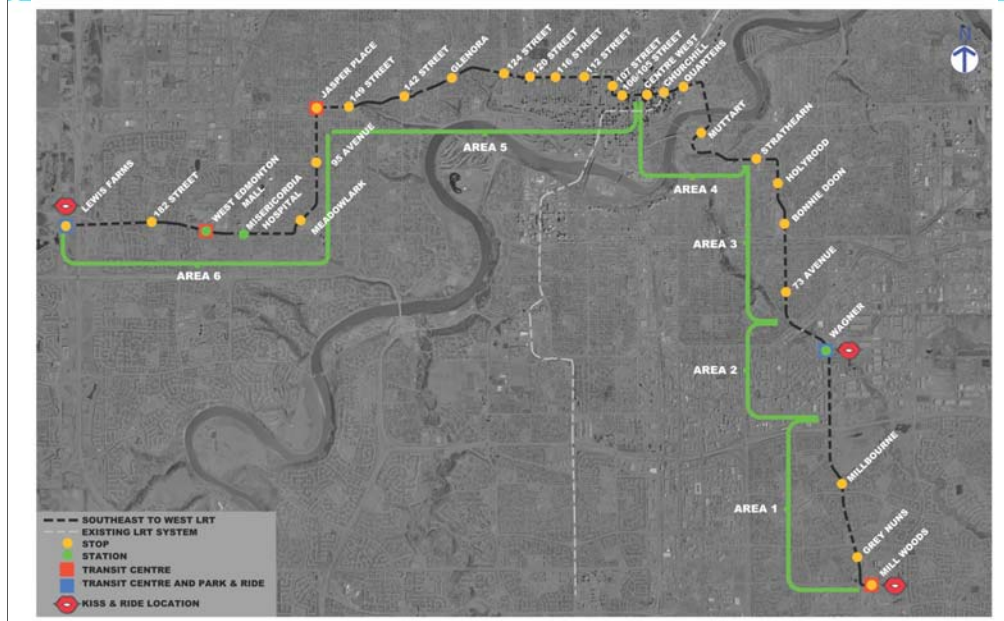 N
JASPER PLACE
149 STREET
142 STREET
GLENORA
124 STREET
120 STREET
116 STREET
112 STREET
107 STREET
106/105 STREET
CENTRE WEST
CHURCHILL
QUARTERS
MUTTART
STRATHEARN
HOLYROOD
BONNIE DOON
73 AVENUE
WAGNER
MILLBOURNE
GREY NUNS
MILL WOODS
95 AVENUE
MEADOWLARK
MISERICORDIA
HOSPITAL
WEST EDMONTON
MALL
182 STREET
LEWIS FARMS
AREA 5
AREA 4
AREA 3
AREA 6
AREA 2
AREA 1
SOUTHEAST TO WEST LRT
EXISTING LRT SYSTEM
STOP
STATION
TRANSIT CENTRE
TRANSIT CENTRE AND PARK & RIDE
KISS & RIDE LOCATION